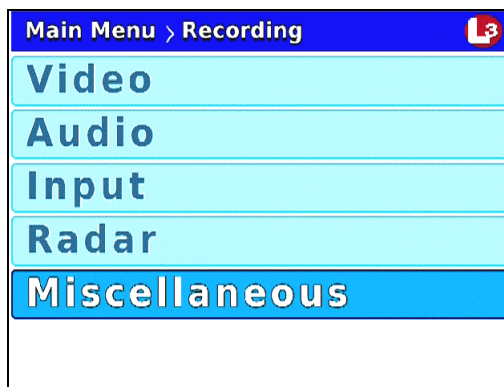 Main Menu > Recording L3
Video
Audio
Input
Radar
Miscellaneous